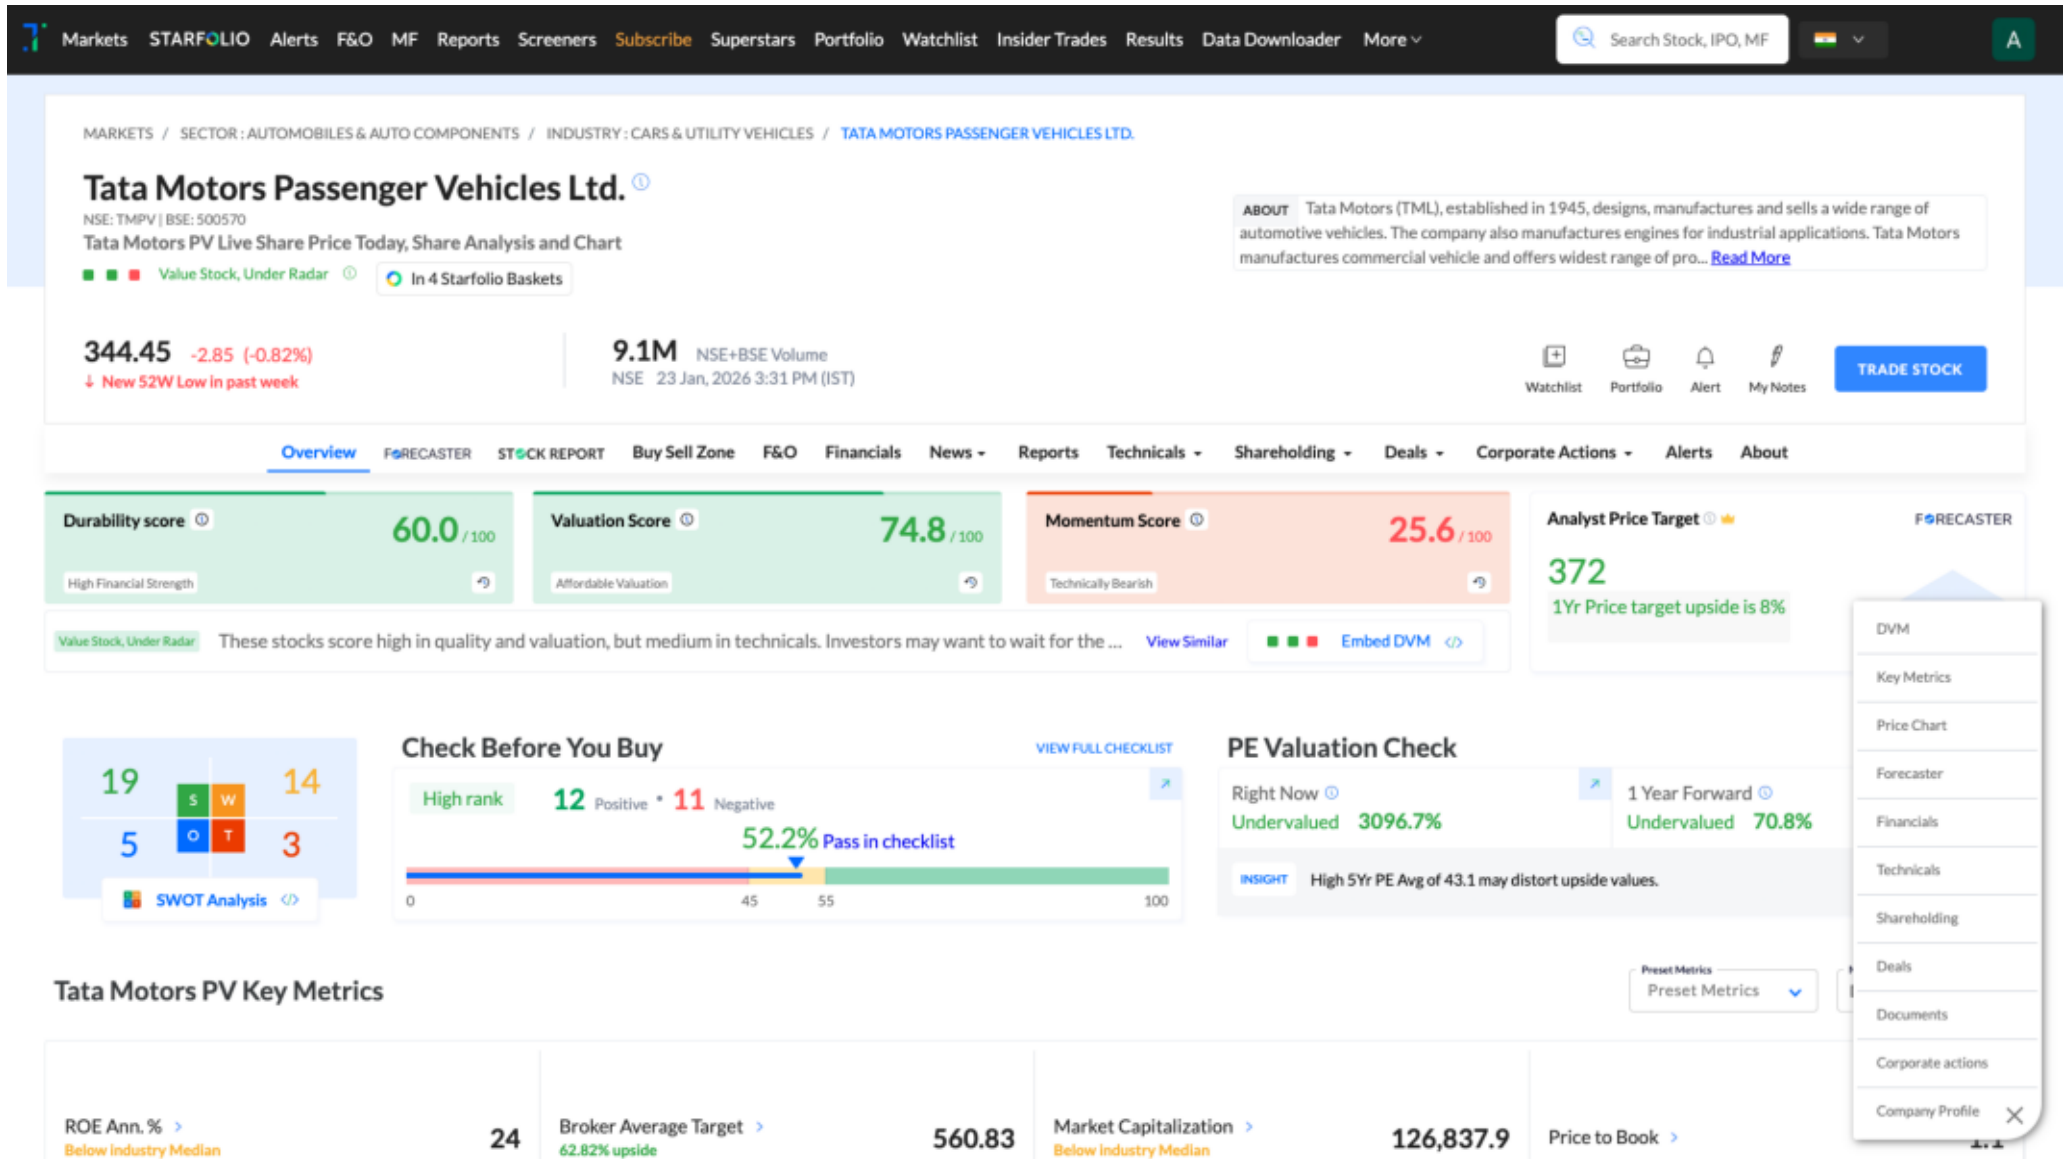 Markets STARFOLIO Alerts F&O MF Reports Screeners Subscribe Superstars Portfolio Watchlist Insider Trades Results Data Downloader More Search Stock, IPO, MF A
MARKETS / SECTOR : AUTOMOBILES & AUTO COMPONENTS / INDUSTRY : CARS & UTILITY VEHICLES / TATA MOTORS PASSENGER VEHICLES LTD.
Tata Motors Passenger Vehicles Ltd.
NSE: TMPV | BSE: 500570
Tata Motors PV Live Share Price Today, Share Analysis and Chart
Value Stock, Under Radar In 4 Starfolio Baskets
ABOUT Tata Motors (TML), established in 1945, designs, manufactures and sells a wide range of
automotive vehicles. The company also manufactures engines for industrial applications. Tata Motors
manufactures commercial vehicle and offers widest range of pro... Read More
344.45 -2.85 (-0.82%)
↓ New 52W Low in past week
9.1M NSE+BSE Volume
NSE 23 Jan, 2026 3:31 PM (IST)
Watchlist Portfolio Alert My Notes TRADE STOCK
Overview FORECASTER STOCK REPORT Buy Sell Zone F&O Financials News Reports Technicals Shareholding Deals Corporate Actions Alerts About
Durability score 60.0 / 100
High Financial Strength
Valuation Score 74.8 / 100
Affordable Valuation
Momentum Score 25.6 / 100
Technically Bearish
Analyst Price Target FORECASTER
372
1Yr Price target upside is 8%
Value Stock, Under Radar These stocks score high in quality and valuation, but medium in technicals. Investors may want to wait for the ... View Similar Embed DVM </>
19 S W 14
5 O T 3
SWOT Analysis </>
Check Before You Buy VIEW FULL CHECKLIST
High rank 12 Positive • 11 Negative
52.2% Pass in checklist
0 45 55 100
PE Valuation Check
Right Now
Undervalued 3096.7%
1 Year Forward
Undervalued 70.8%
INSIGHT High 5Yr PE Avg of 43.1 may distort upside values.
DVM
Key Metrics
Price Chart
Forecaster
Financials
Technicals
Shareholding
Deals
Documents
Corporate actions
Company Profile
Tata Motors PV Key Metrics
Preset Metrics
Preset Metrics
ROE Ann. % 24
Below industry Median
Broker Average Target 560.83
62.82% upside
Market Capitalization 126,837.9
Below industry Median
Price to Book